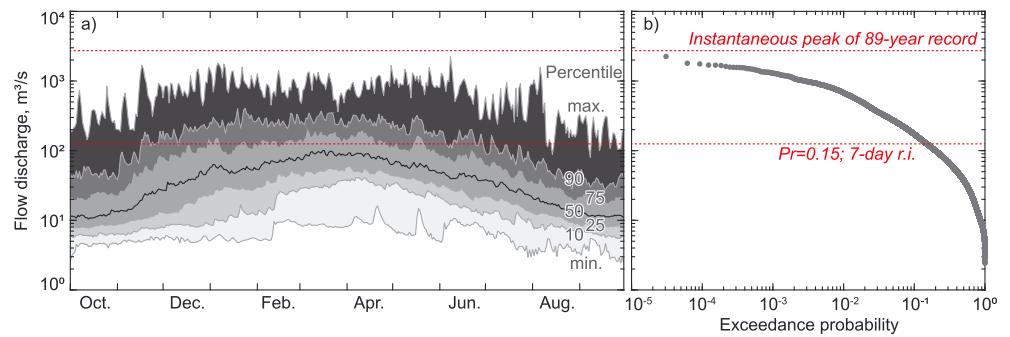 a)
b)
Flow discharge, m³/s
10⁴
10³
10²
10¹
10⁰
Percentile
max.
90
75
50
25
10
min.
Oct.
Dec.
Feb.
Apr.
Jun.
Aug.
Instantaneous peak of 89-year record
Pr=0.15; 7-day r.i.
10⁻⁵
10⁻⁴
10⁻³
10⁻²
10⁻¹
10⁰
Exceedance probability